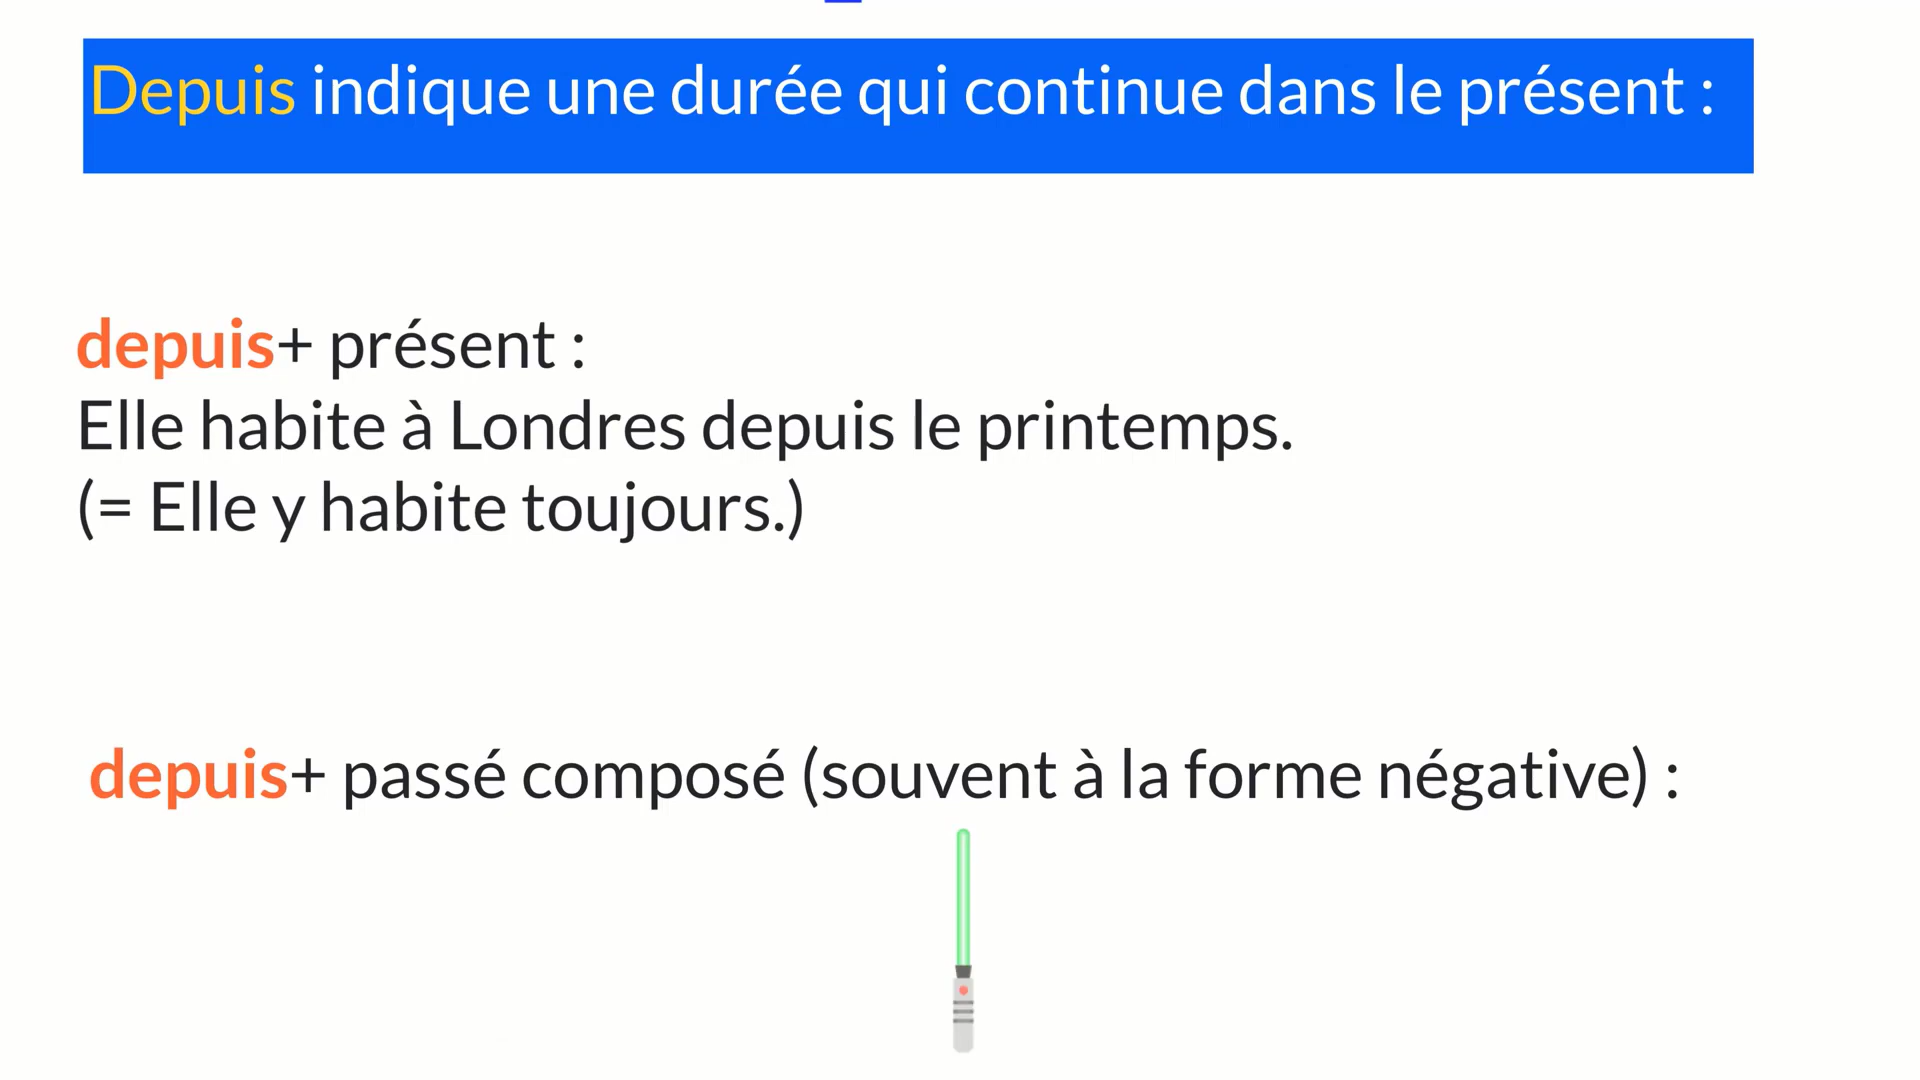 Depuis indique une durée qui continue dans le présent :
depuis+ présent :
Elle habite à Londres depuis le printemps.
(= Elle y habite toujours.)
depuis+ passé composé (souvent à la forme négative) :